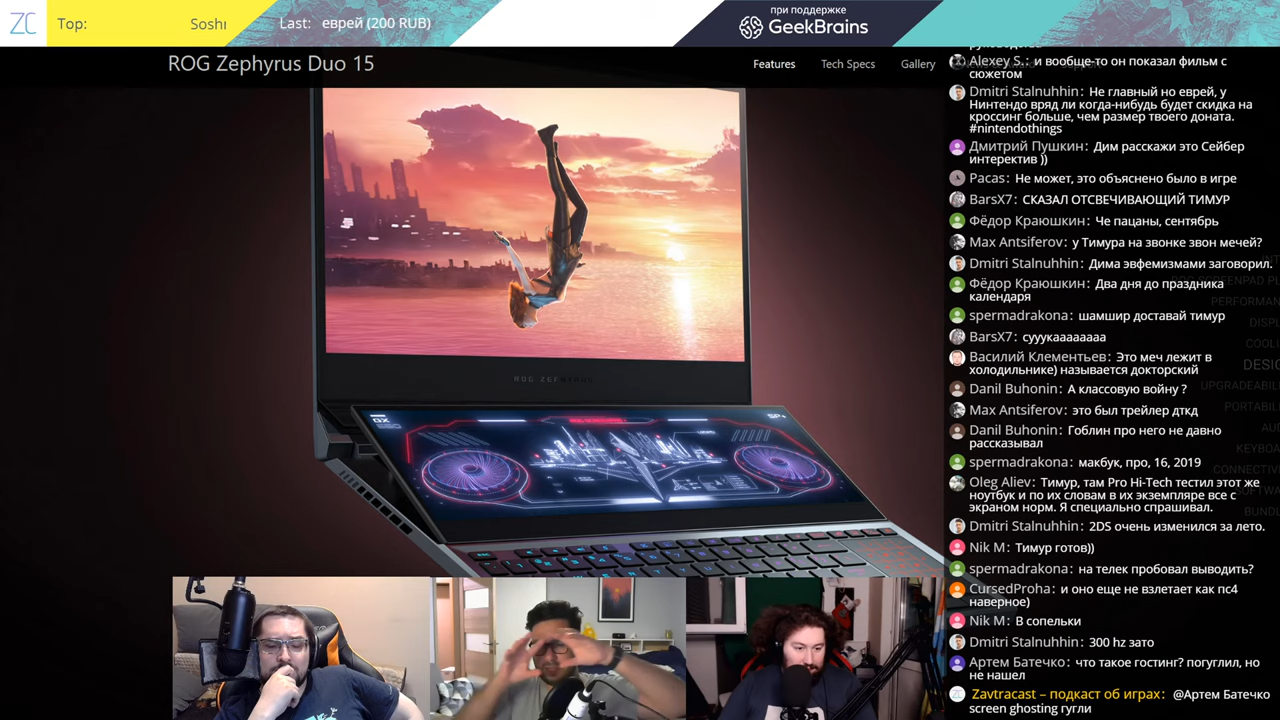 ZC
Top:
Soshi
Last: еврей (200 RUB)
при поддержке
GeekBrains
ROG Zephyrus Duo 15
Features
Tech Specs
Gallery
ROG ZEPHYRUS
Alexey S.: и вообще-то он показал фильм с
сюжетом
Dmitri Stalnuhhin: Не главный но еврей, у
Нинтендо вряд ли когда-нибудь будет скидка на
кроссинг больше, чем размер твоего доната.
#nintendothings
Дмитрий Пушкин: Дим расскажи это Сейбер
интеректив ))
Pacas: Не может, это объяснено было в игре
BarsX7: СКАЗАЛ ОТСВЕЧИВАЮЩИЙ ТИМУР
Фёдор Краюшкин: Че пацаны, сентябрь
Max Antsiferov: у Тимура на звонке звон мечей?
Dmitri Stalnuhhin: Дима эвфемизмами заговорил.
Фёдор Краюшкин: Два дня до праздника
календаря
spermadrakona: шамшир доставай тимур
BarsX7: сууукаааааааа
Василий Клементьев: Это меч лежит в
холодильнике) называется докторский
Danil Buhonin: А классовую войну ?
Max Antsiferov: это был трейлер дткд
Danil Buhonin: Гоблин про него не давно
рассказывал
spermadrakona: макбук, про, 16, 2019
Oleg Aliev: Тимур, там Pro Hi-Tech тестил этот же
ноутбук и по их словам в их экземпляре все с
экраном норм. Я специально спрашивал.
Dmitri Stalnuhhin: 2DS очень изменился за лето.
Nik M: Тимур готов))
spermadrakona: на телек пробовал выводить?
CursedProha: и оно еще не взлетает как пс4
наверное)
Nik M: В сопельки
Dmitri Stalnuhhin: 300 hz зато
Артем Батечко: что такое гостинг? погуглил, но
не нашел
Zavtracast – подкаст об играх: @Артем Батечко
screen ghosting гугли